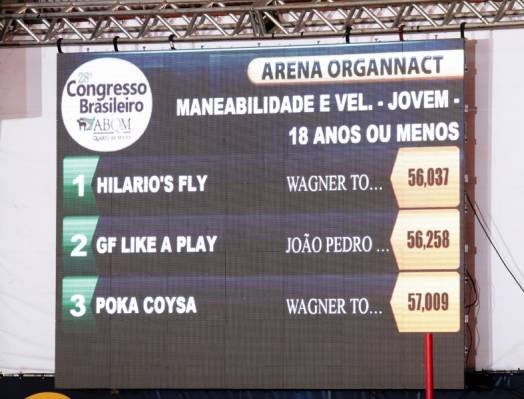 28º
Congresso
Brasileiro
ABQM
ARENA ORGANNACT
MANEABILIDADE E VEL. - JOVEM -
18 ANOS OU MENOS
1 HILARIO'S FLY WAGNER TO... 56,037
2 GF LIKE A PLAY JOÃO PEDRO ... 56,258
3 POKA COYSA WAGNER TO... 57,009